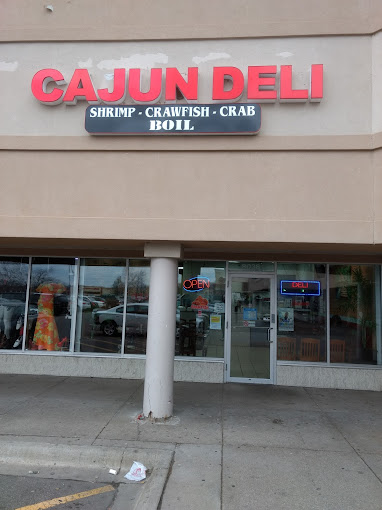 CAJUN DELI
SHRIMP - CRAWFISH - CRAB
BOIL
OPEN
DELI